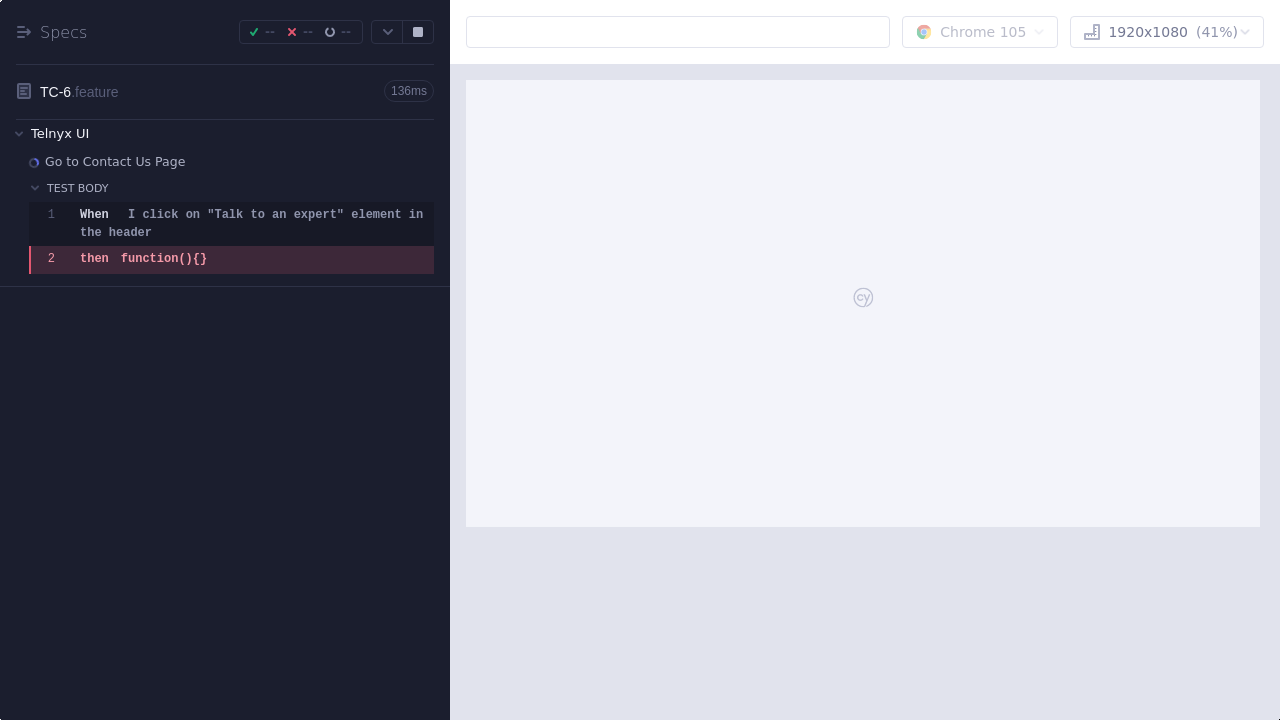 Specs -- -- --
Chrome 105 1920x1080 (41%)
TC-6.feature 136ms
Telnyx UI
Go to Contact Us Page
TEST BODY
1 When I click on "Talk to an expert" element in
the header
2 then function(){}
cy